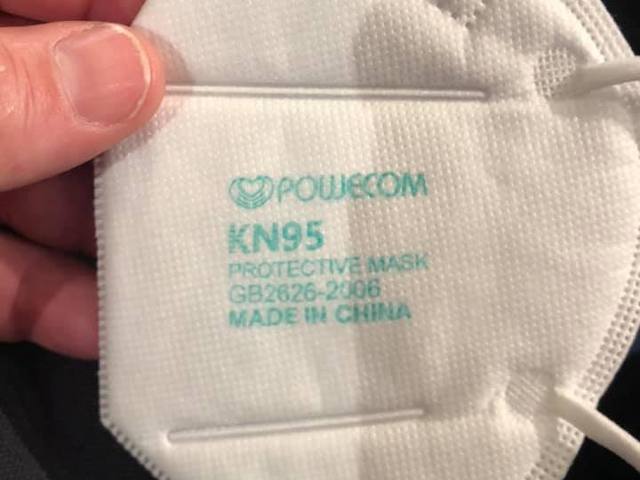 POWECOM
KN95
PROTECTIVE MASK
GB2626-2006
MADE IN CHINA